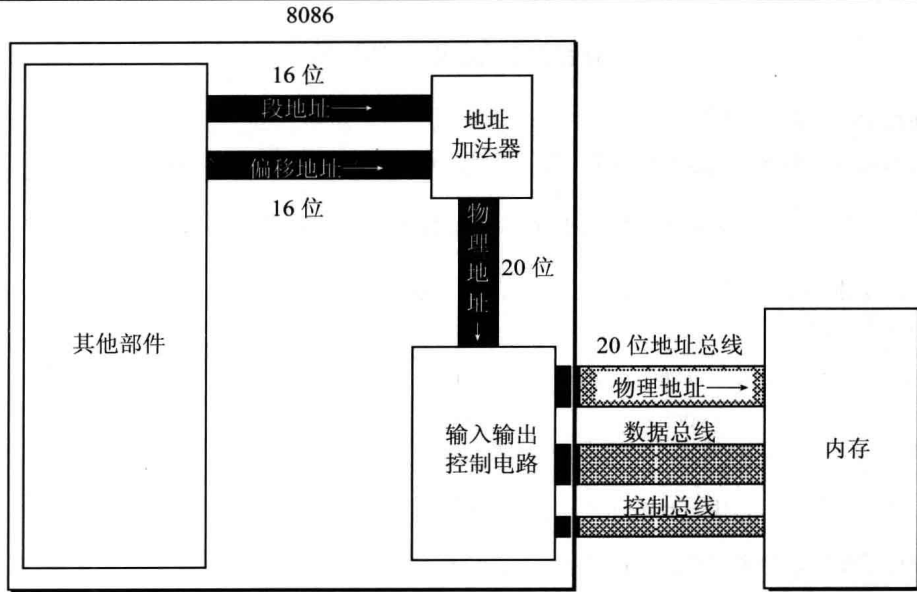 8086
16 位
段地址→
偏移地址→
16 位
地址
加法器
物
理
地
址
↓
20 位
其他部件
输入输出
控制电路
20 位地址总线
物理地址→
数据总线
控制总线
内存